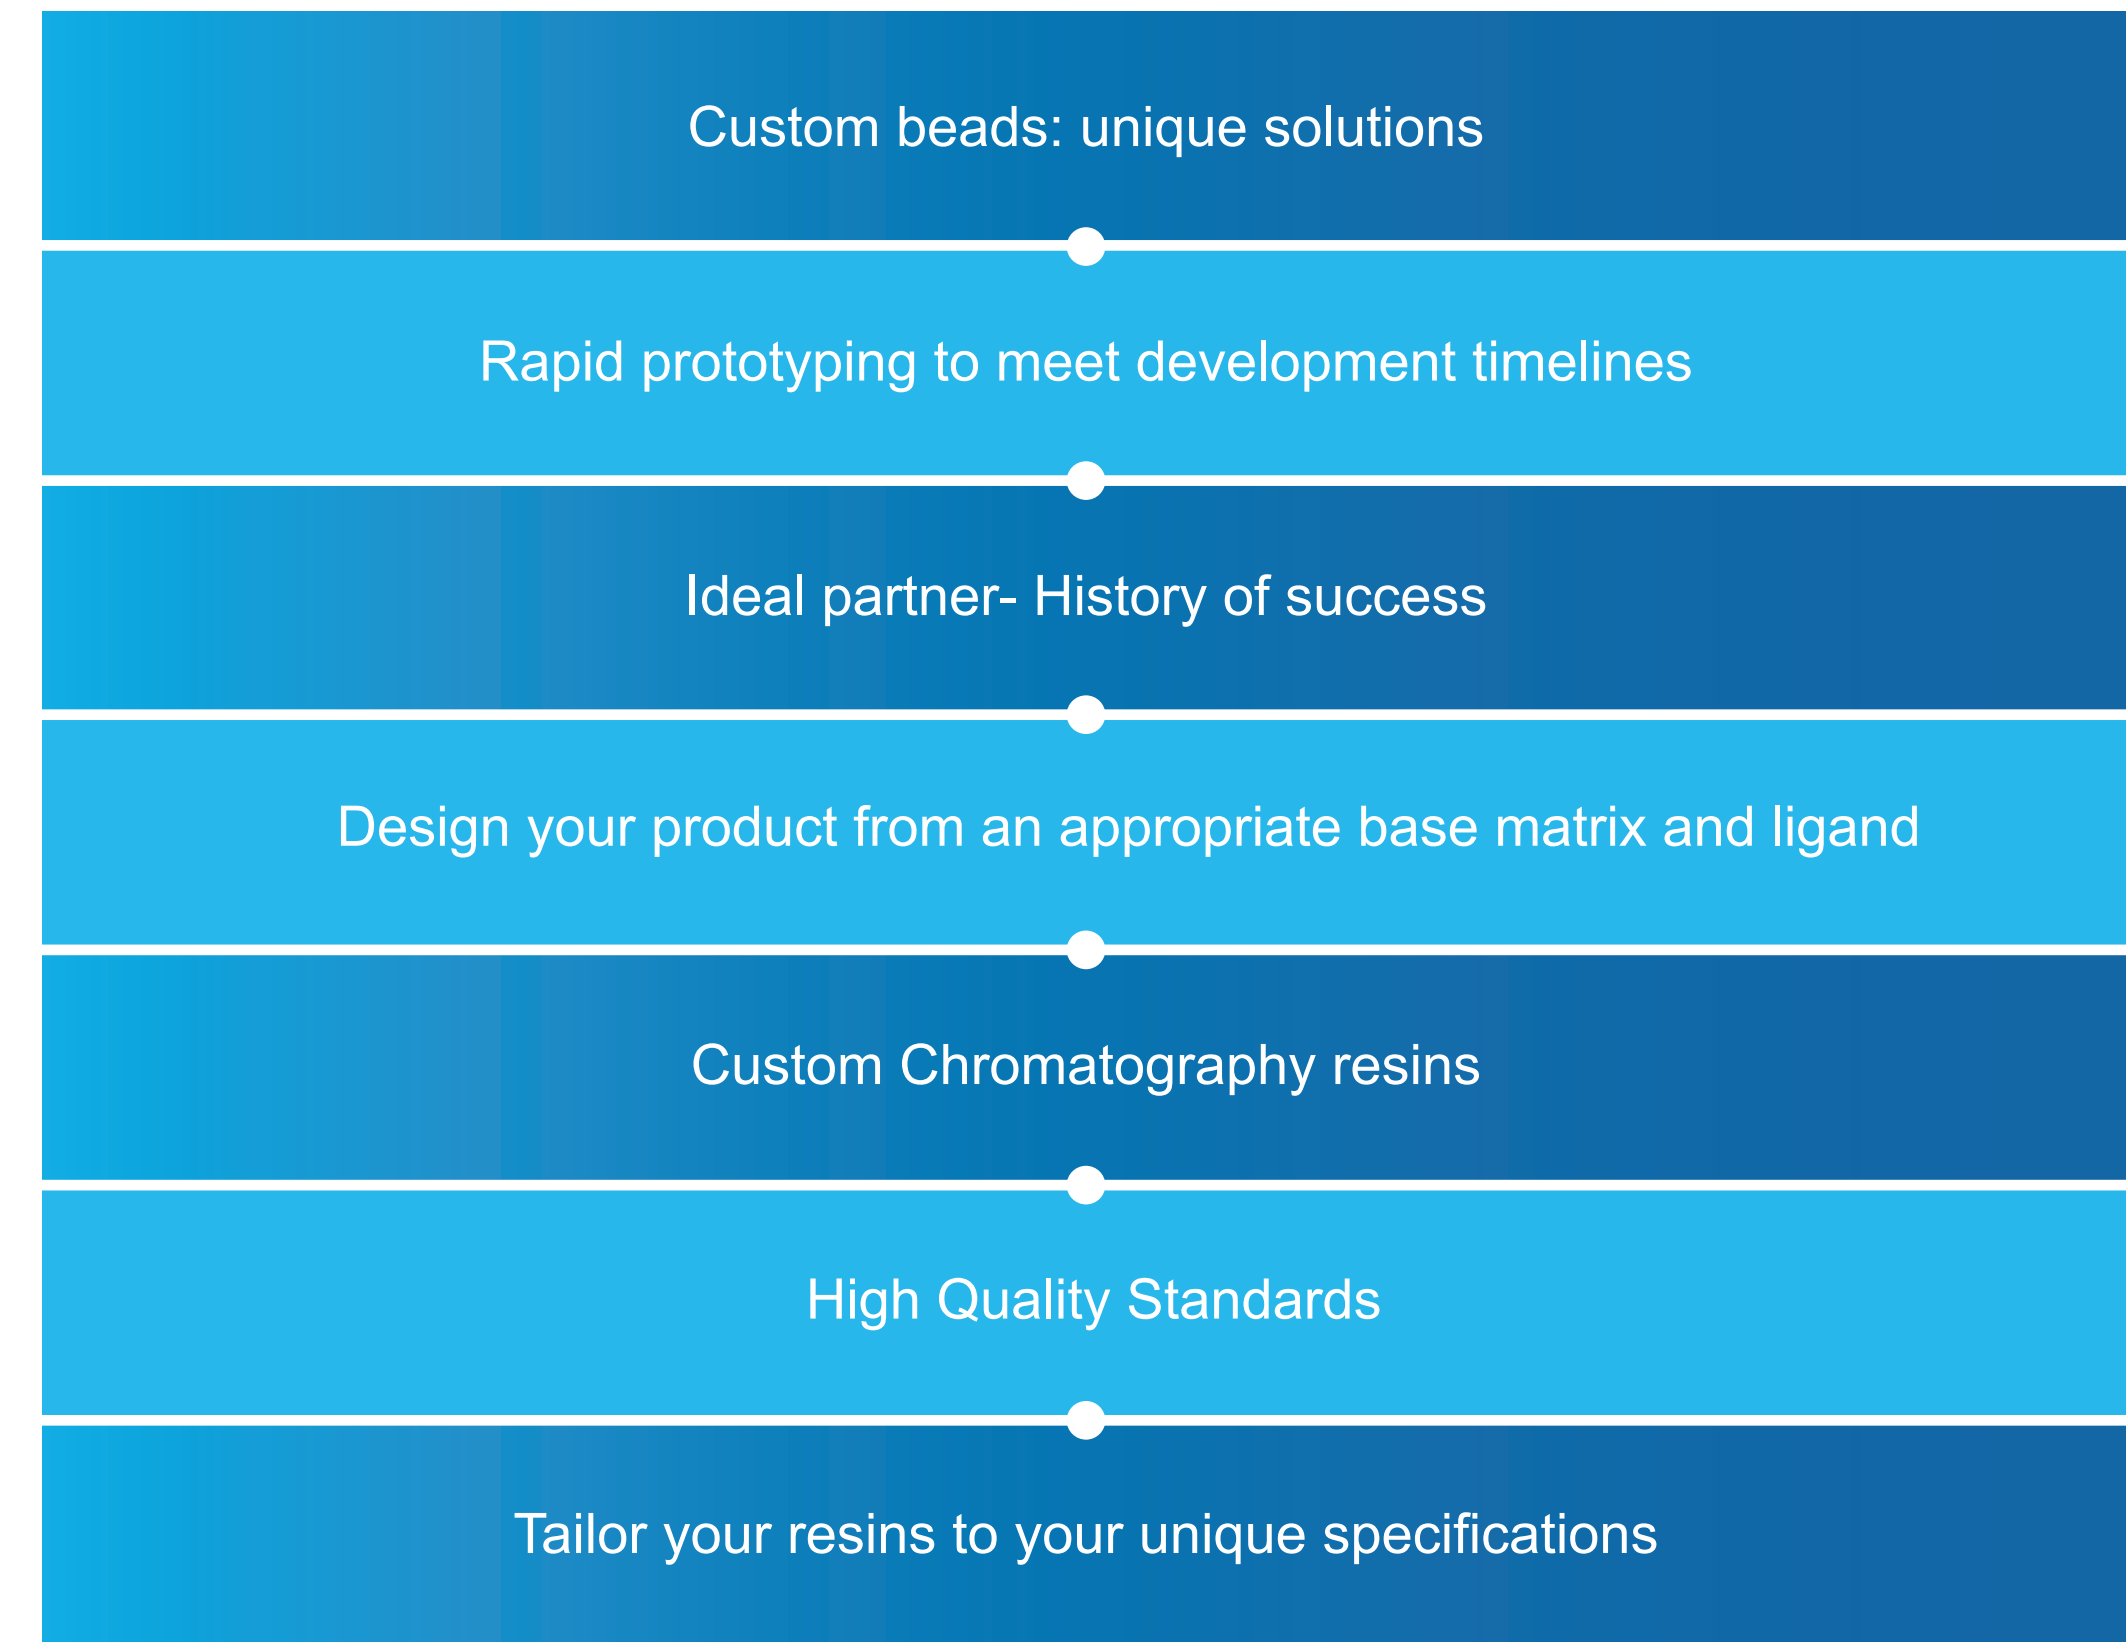 Custom beads: unique solutions
Rapid prototyping to meet development timelines
Ideal partner- History of success
Design your product from an appropriate base matrix and ligand
Custom Chromatography resins
High Quality Standards
Tailor your resins to your unique specifications